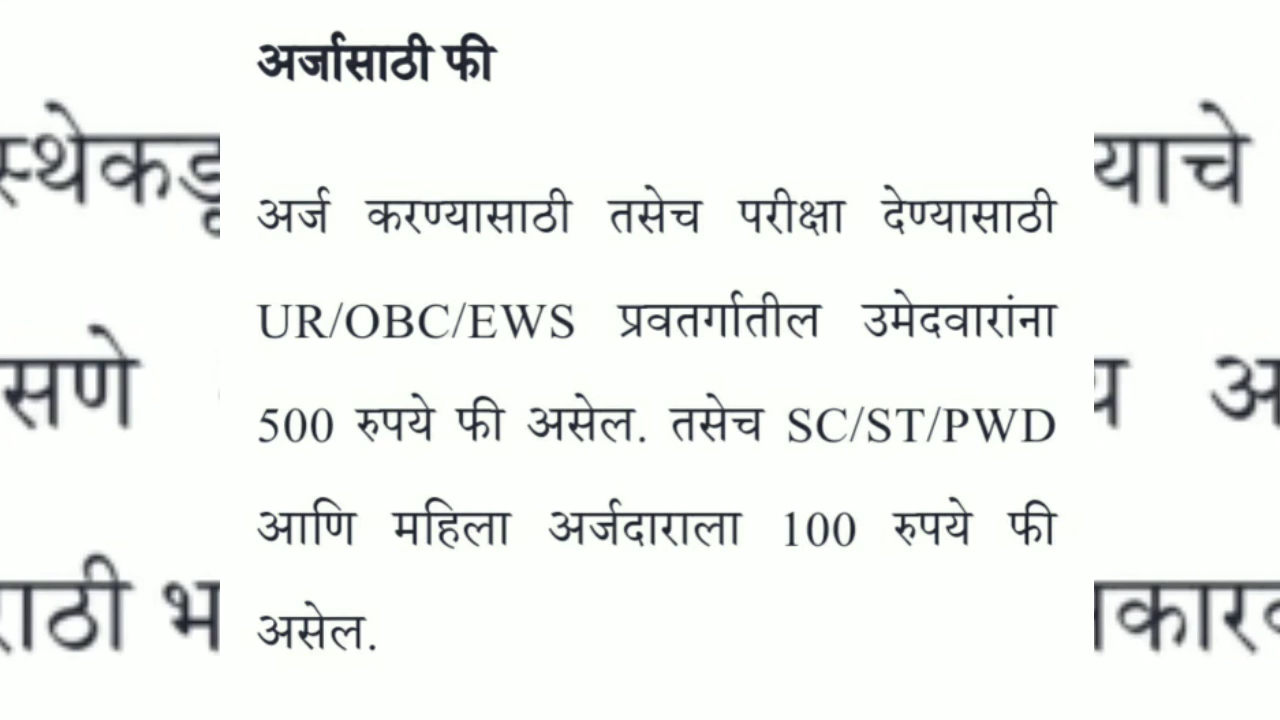 अर्जासाठी फी
अर्ज करण्यासाठी तसेच परीक्षा देण्यासाठी
UR/OBC/EWS प्रवतर्गातील उमेदवारांना
500 रुपये फी असेल. तसेच SC/ST/PWD
आणि महिला अर्जदाराला 100 रुपये फी
असेल.